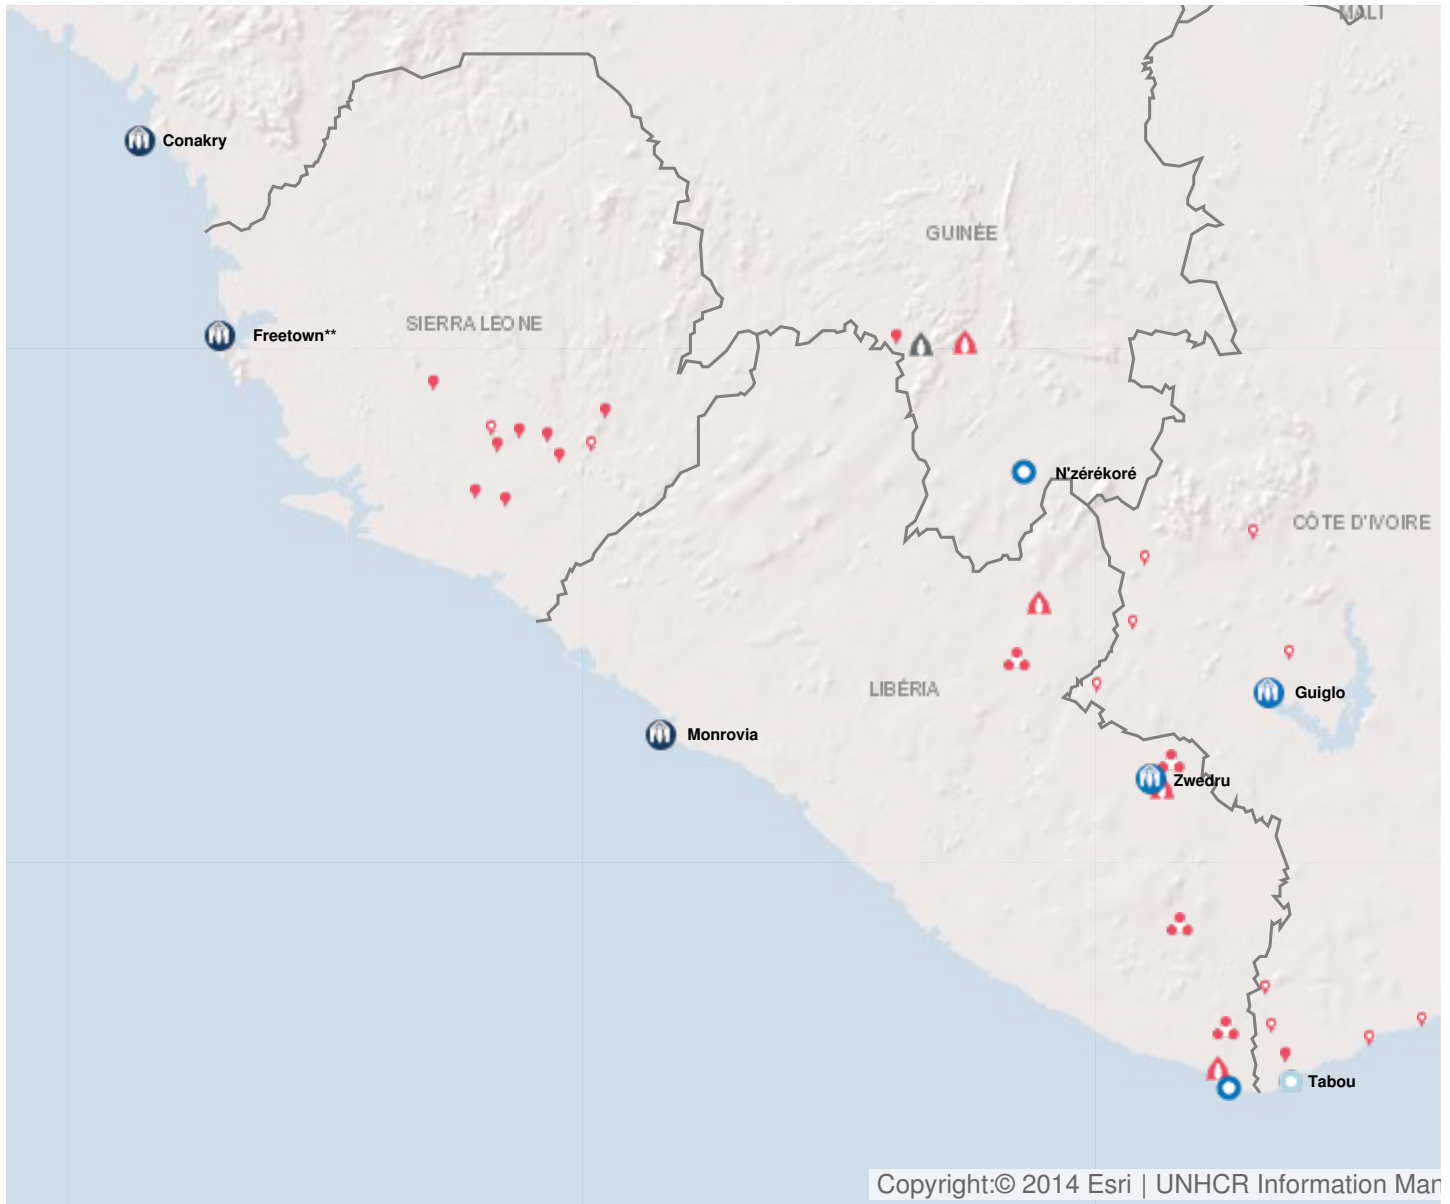 MALI
Conakry
GUINÉE
SIERRA LEONE
Freetown**
N'zérékoré
CÔTE D'IVOIRE
LIBÉRIA
Guiglo
Monrovia
Zwedru
Tabou
Copyright:© 2014 Esri | UNHCR Information Man